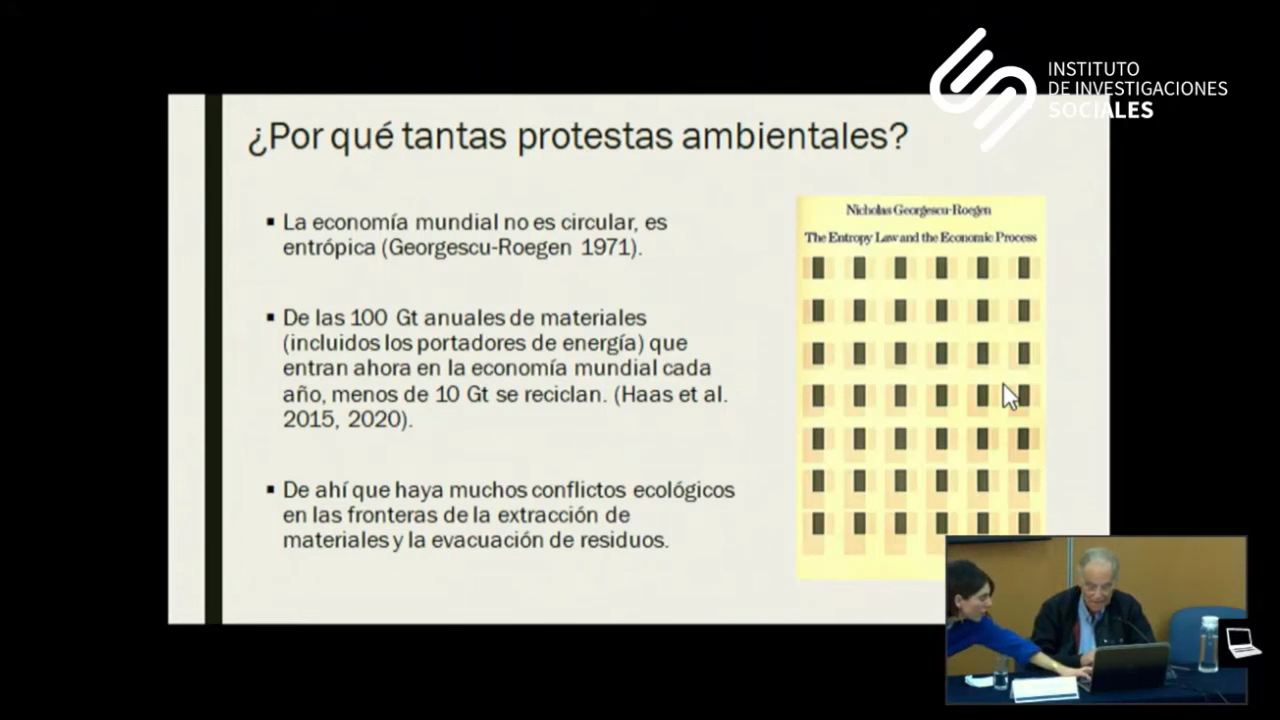 INSTITUTO
DE INVESTIGACIONES
SOCIALES
¿Por qué tantas protestas ambientales?
▪ La economía mundial no es circular, es
entrópica (Georgescu-Roegen 1971).
▪ De las 100 Gt anuales de materiales
(incluidos los portadores de energía) que
entran ahora en la economía mundial cada
año, menos de 10 Gt se reciclan. (Haas et al.
2015, 2020).
▪ De ahí que haya muchos conflictos ecológicos
en las fronteras de la extracción de
materiales y la evacuación de residuos.
Nicholas Georgescu-Roegen
The Entropy Law and the Economic Process